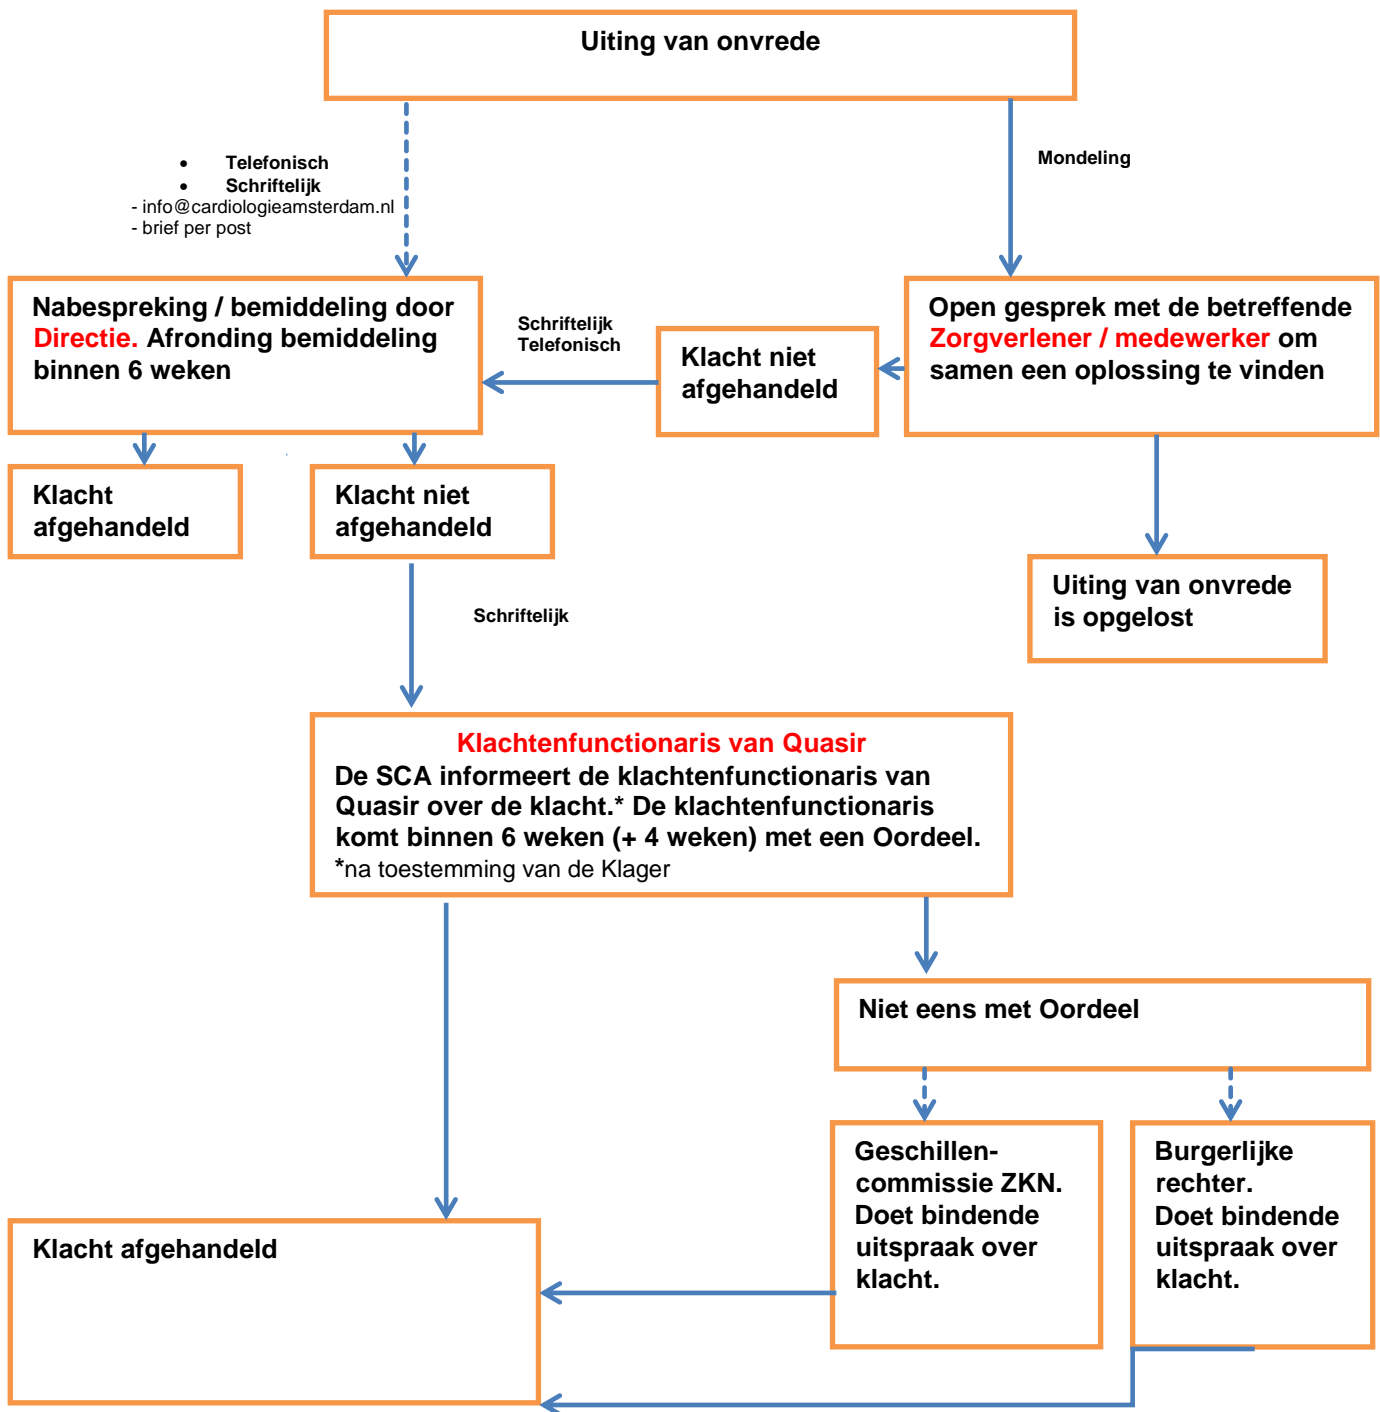 Uiting van onvrede
• Telefonisch
• Schriftelijk
- info@cardiologieamsterdam.nl
- brief per post
Mondeling
Nabespreking / bemiddeling door
Directie. Afronding bemiddeling
binnen 6 weken
Schriftelijk
Telefonisch
Klacht niet
afgehandeld
Open gesprek met de betreffende
Zorgverlener / medewerker om
samen een oplossing te vinden
Klacht
afgehandeld
Klacht niet
afgehandeld
Uiting van onvrede
is opgelost
Schriftelijk
Klachtenfunctionaris van Quasir
De SCA informeert de klachtenfunctionaris van
Quasir over de klacht.* De klachtenfunctionaris
komt binnen 6 weken (+ 4 weken) met een Oordeel.
*na toestemming van de Klager
Niet eens met Oordeel
Geschillen-
commissie ZKN.
Doet bindende
uitspraak over
klacht.
Burgerlijke
rechter.
Doet bindende
uitspraak over
klacht.
Klacht afgehandeld